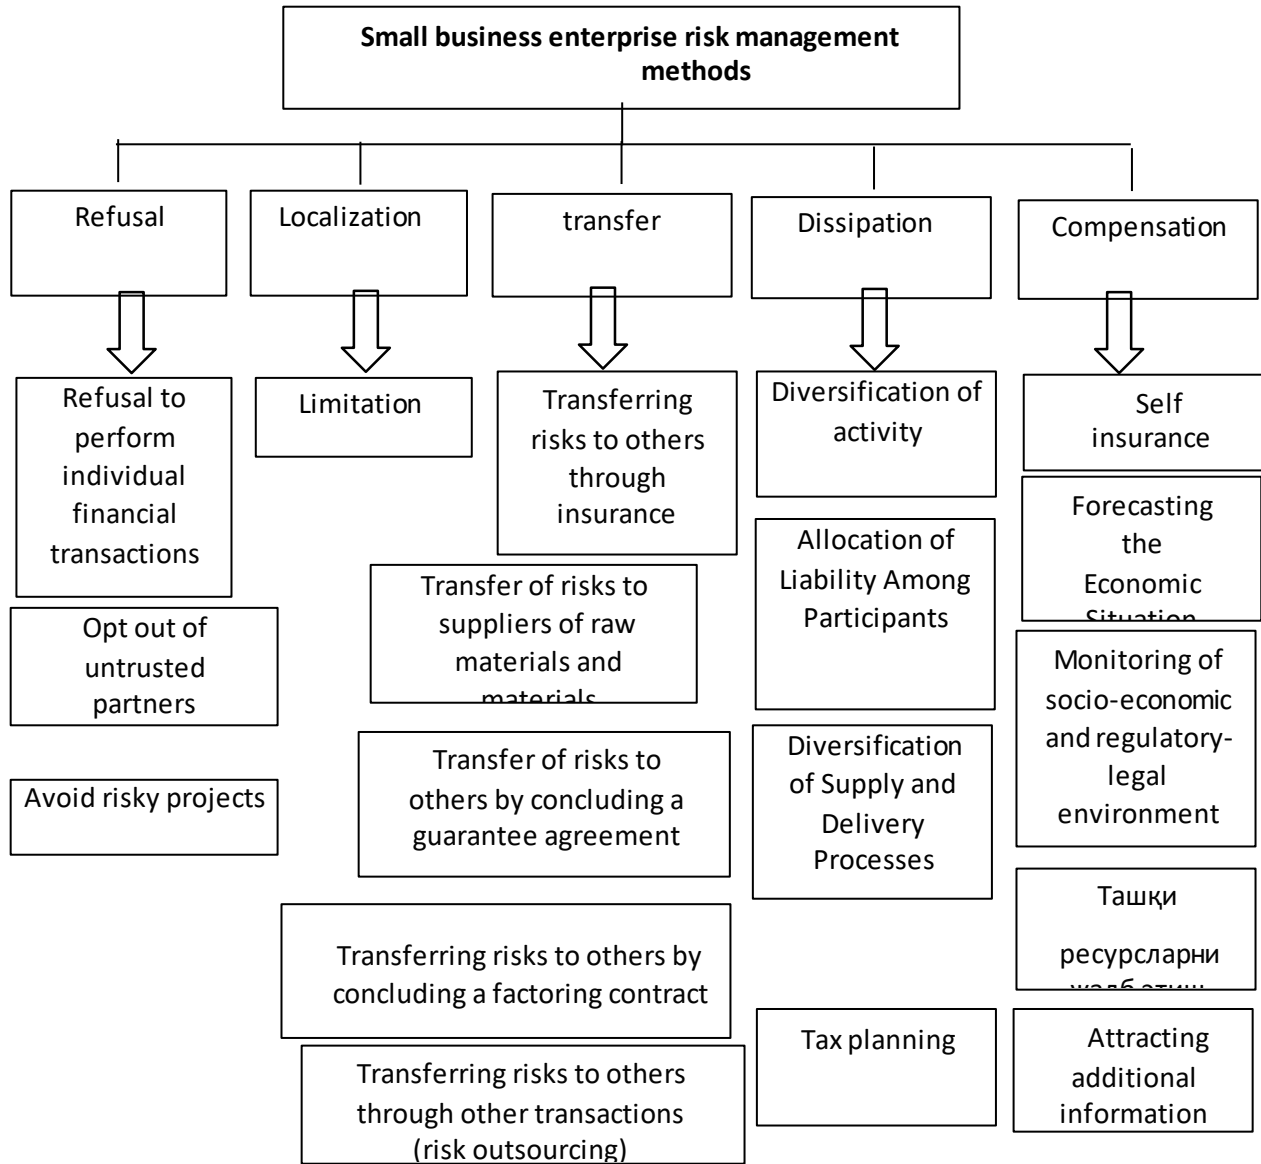 Small business enterprise risk management
methods
Refusal
Localization
transfer
Dissipation
Compensation
Refusal to
perform
individual
financial
transactions
Opt out of
untrusted
partners
Avoid risky projects
Limitation
Transferring
risks to others
through
insurance
Transfer of risks to
suppliers of raw
materials and
materials
Transfer of risks to
others by concluding a
guarantee agreement
Transferring risks to others by
concluding a factoring contract
Transferring risks to others
through other transactions
(risk outsourcing)
Diversification of
activity
Allocation of
Liability Among
Participants
Diversification
of Supply and
Delivery
Processes
Tax planning
Self
insurance
Forecasting
the
Economic
Situation
Monitoring of
socio-economic
and regulatory-
legal
environment
Ташқи
ресурсларни
жалб этиш
Attracting
additional
information